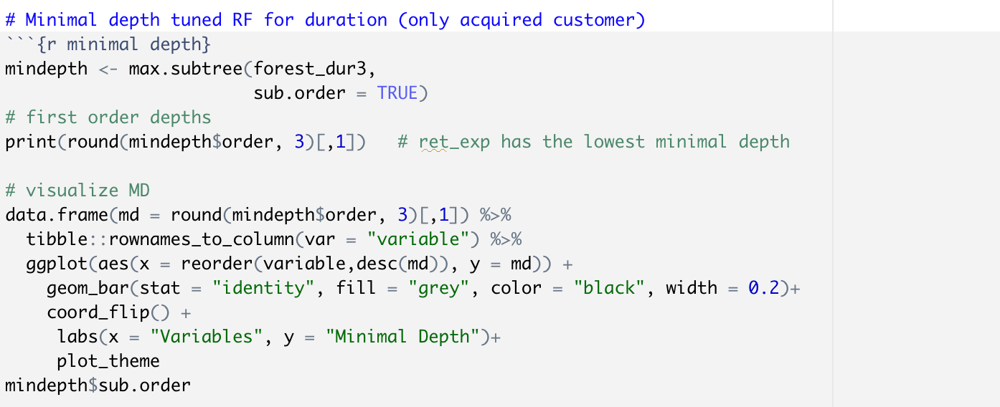 # Minimal depth tuned RF for duration (only acquired customer)
```{r minimal depth}
mindepth <- max.subtree(forest_dur3,
                        sub.order = TRUE)
# first order depths
print(round(mindepth$order, 3)[,1])   # ret_exp has the lowest minimal depth

# visualize MD
data.frame(md = round(mindepth$order, 3)[,1]) %>%
  tibble::rownames_to_column(var = "variable") %>%
  ggplot(aes(x = reorder(variable,desc(md)), y = md)) +
    geom_bar(stat = "identity", fill = "grey", color = "black", width = 0.2)+
    coord_flip() +
     labs(x = "Variables", y = "Minimal Depth")+
     plot_theme
mindepth$sub.order